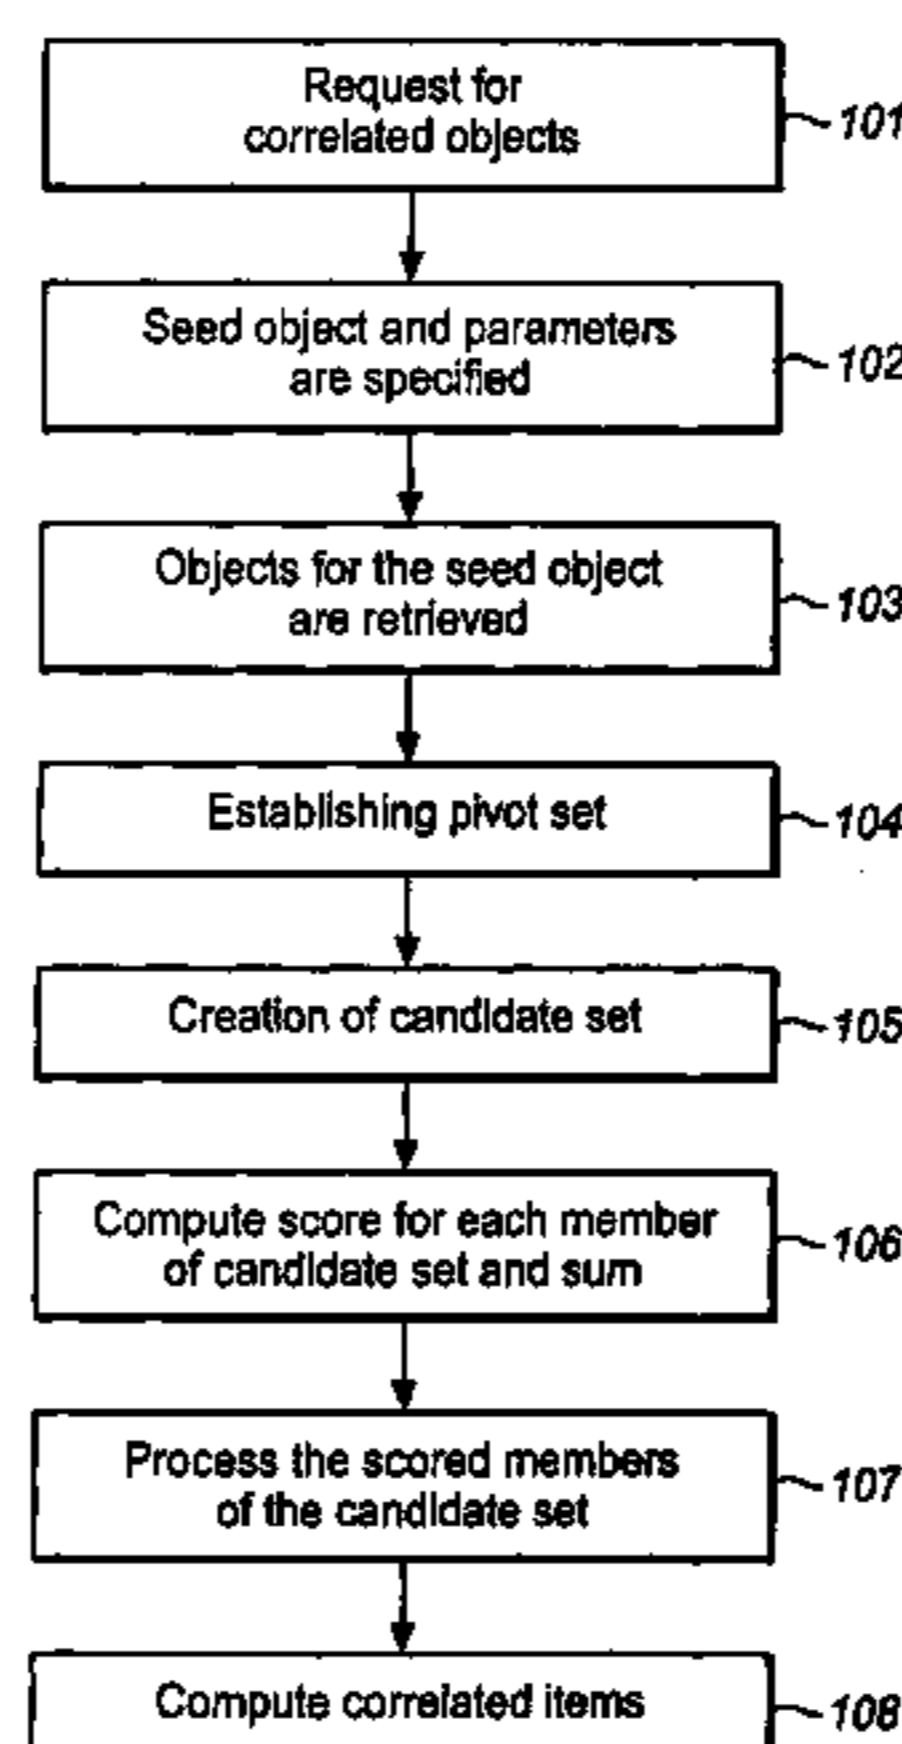 Request for
correlated objects
101
Seed object and parameters
are specified
102
Objects for the seed object
are retrieved
103
Establishing pivot set
104
Creation of candidate set
105
Compute score for each member
of candidate set and sum
106
Process the scored members
of the candidate set
107
Compute correlated items
108